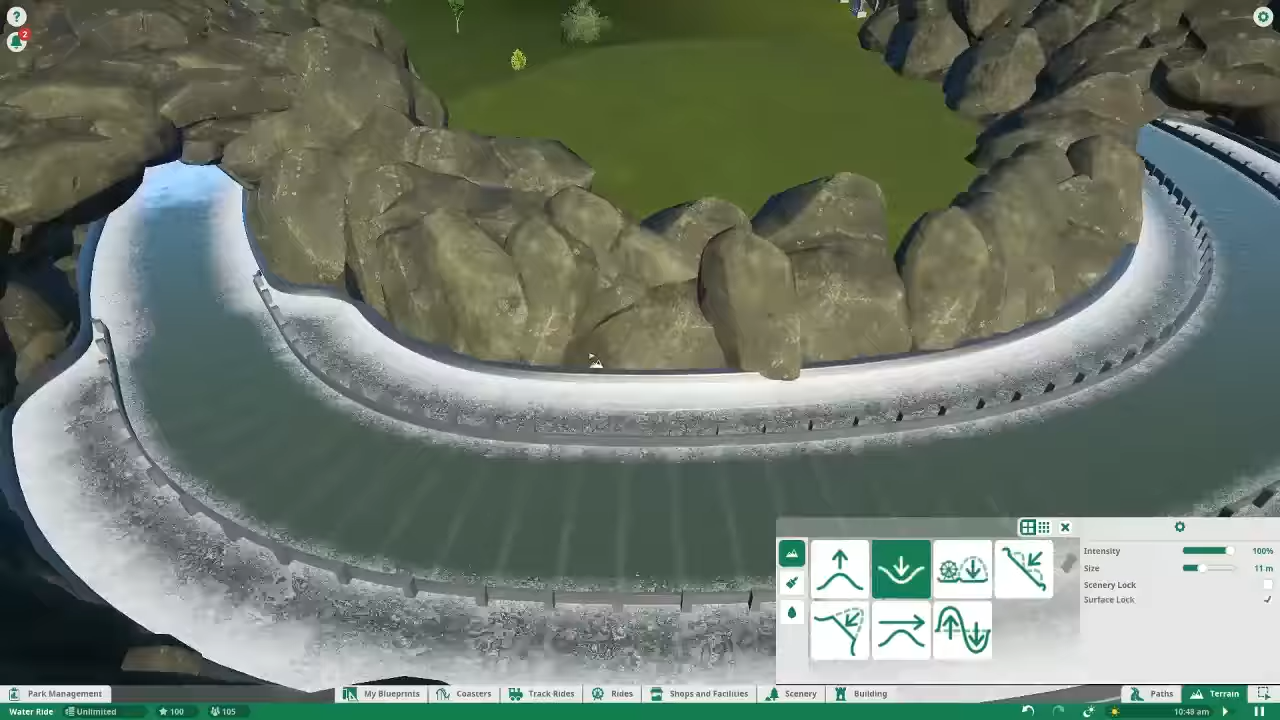 ?
2
Intensity 100%
Size 11 m
Scenery Lock
Surface Lock
Park Management My Blueprints Coasters Track Rides Rides Shops and Facilities Scenery Building Paths Terrain
Water Ride Unlimited 100 105 10:48 am